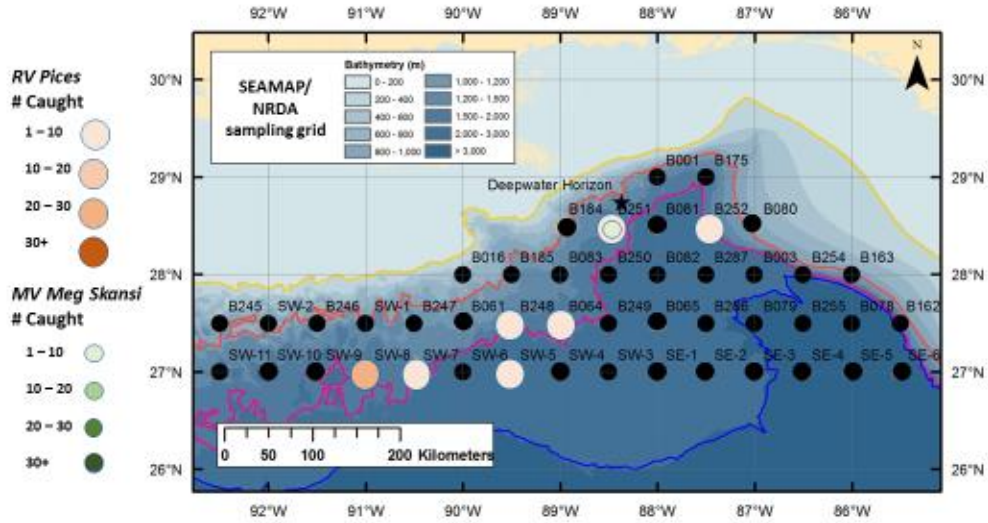 92°W 91°W 90°W 89°W 88°W 87°W 86°W
RV Pices
# Caught
1 – 10
10 – 20
20 – 30
30+
MV Meg Skansi
# Caught
1 – 10
10 – 20
20 – 30
30+
SEAMAP/
NRDA
sampling grid
Bathymetry (m)
0 - 200 1,000 - 1,200
200 - 400 1,200 - 1,500
400 - 600 1,500 - 2,000
600 - 800 2,000 - 3,000
800 - 1,000 > 3,000
N
30°N 30°N
29°N 29°N
28°N 28°N
27°N 27°N
26°N 26°N
B001 B175
Deepwater Horizon
B184 B251 B081 B252 B080
B016 B185 B083 B250 B082 B287 B003 B254 B163
B245 SW-2 B246 SW-1 B247 B061 B248 B064 B249 B065 B286 B079 B255 B078 B162
SW-11 SW-10 SW-9 SW-8 SW-7 SW-6 SW-5 SW-4 SW-3 SE-1 SE-2 SE-3 SE-4 SE-5 SE-6
0 50 100 200 Kilometers
92°W 91°W 90°W 89°W 88°W 87°W 86°W